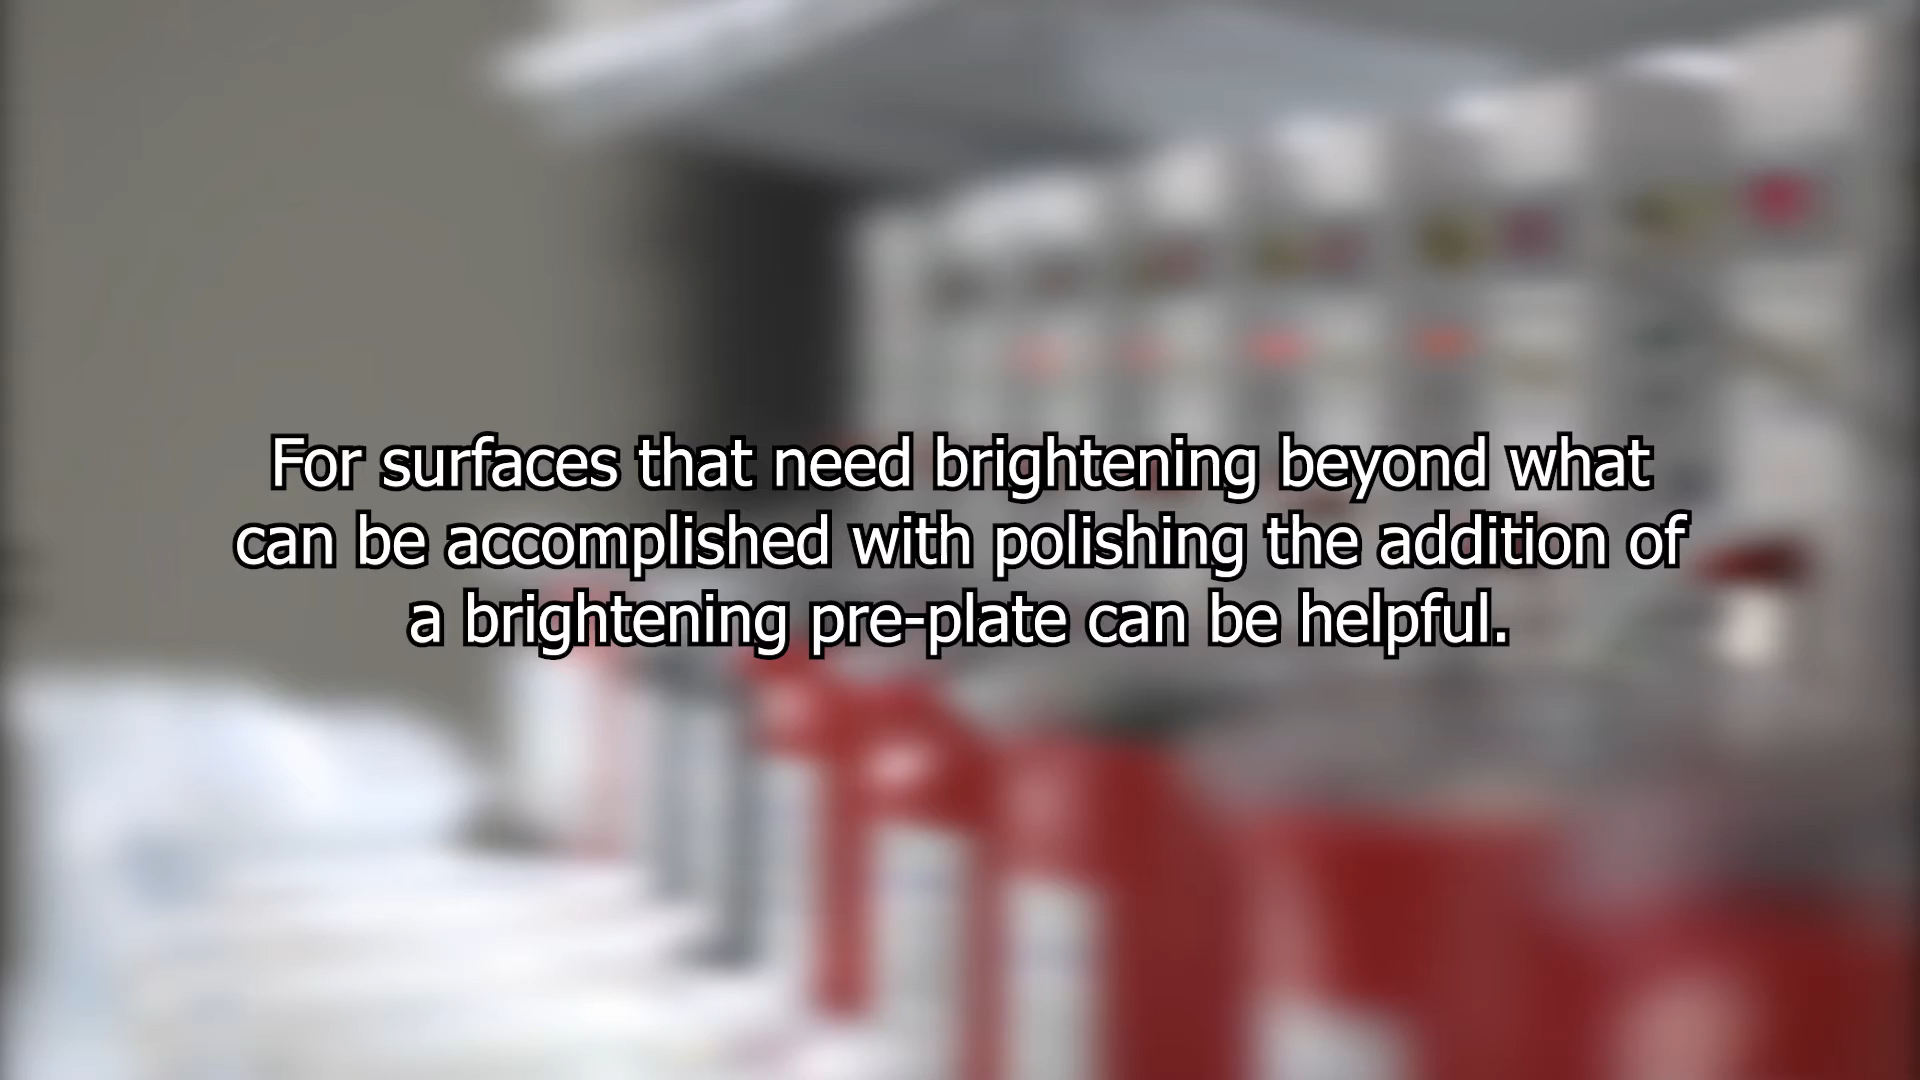 For surfaces that need brightening beyond what
can be accomplished with polishing the addition of
a brightening pre-plate can be helpful.